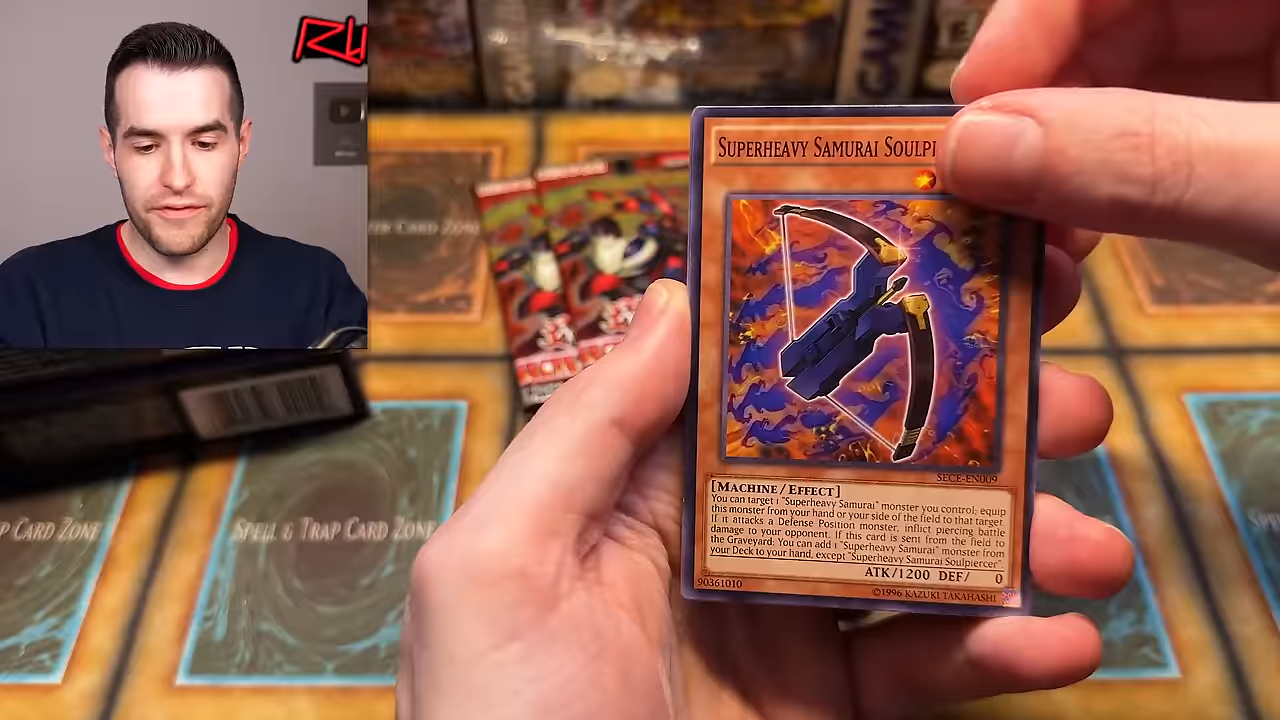 GAME
SUPERHEAVY SAMURAI SOULPI
CARD ZONE
SECE-EN009
[MACHINE/EFFECT]
You can target 1 "Superheavy Samurai" monster you control; equip
this monster from your hand or your side of the field to that target.
If it attacks a Defense Position monster, inflict piercing battle
damage to your opponent. If this card is sent from the field to
the Graveyard: You can add 1 "Superheavy Samurai" monster from
your Deck to your hand, except "Superheavy Samurai Soulpiercer".
ATK/1200 DEF/ 0
90361010
©1996 KAZUKI TAKAHASHI
P CARD ZONE
SPELL & TRAP CARD ZONE